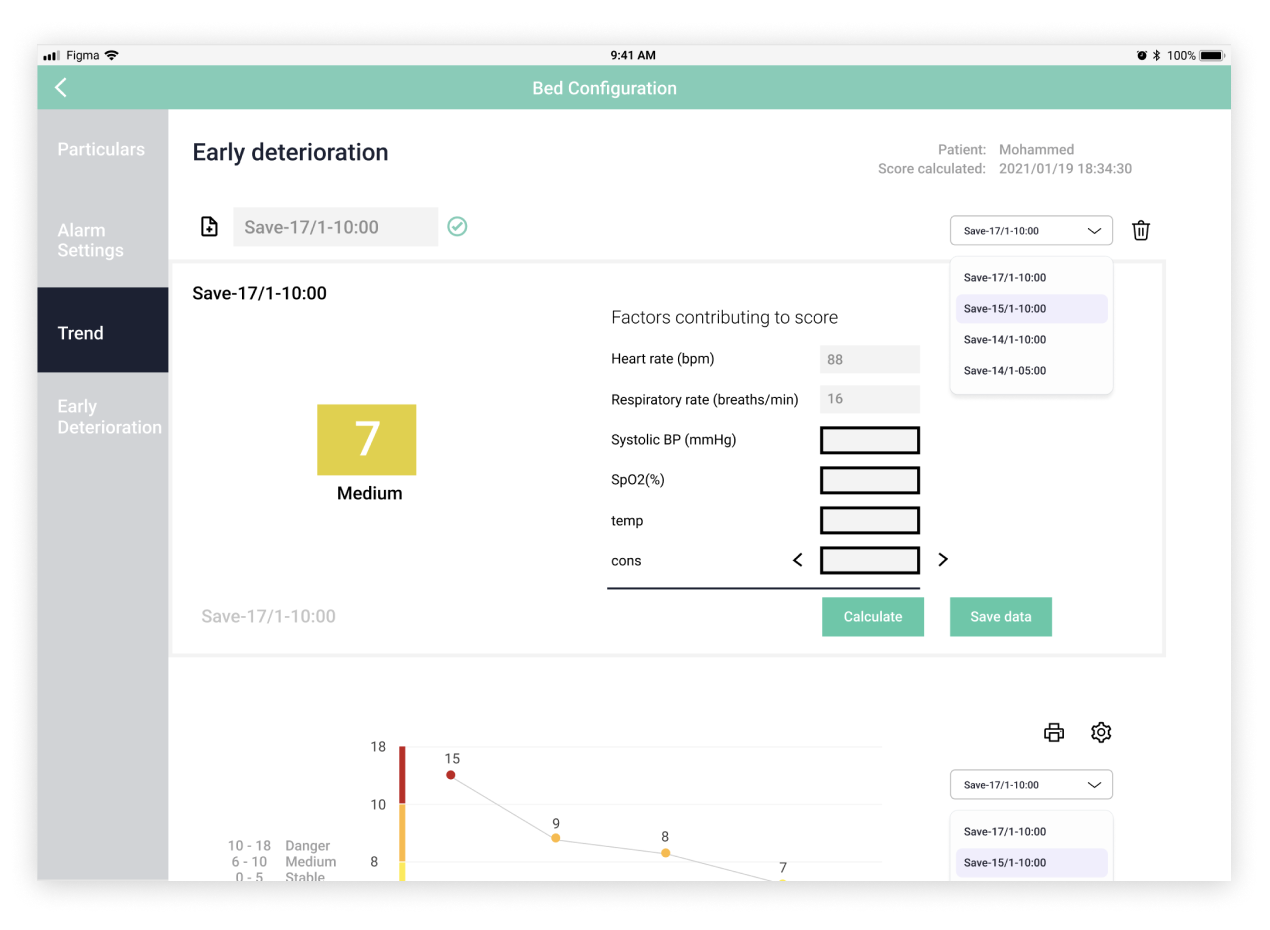 Figma
9:41 AM
100%
Bed Configuration
Particulars
Alarm
Settings
Trend
Early
Deterioration
Early deterioration
Patient: Mohammed
Score calculated: 2021/01/19 18:34:30
Save-17/1-10:00
Save-17/1-10:00
Save-17/1-10:00
Save-15/1-10:00
Save-14/1-10:00
Save-14/1-05:00
Save-17/1-10:00
7
Medium
Save-17/1-10:00
Factors contributing to score
Heart rate (bpm) 88
Respiratory rate (breaths/min) 16
Systolic BP (mmHg)
SpO2(%)
temp
cons
Calculate
Save data
18
15
10
9
8
8
7
10 - 18 Danger
6 - 10 Medium
0 - 5 Stable
Save-17/1-10:00
Save-17/1-10:00
Save-15/1-10:00